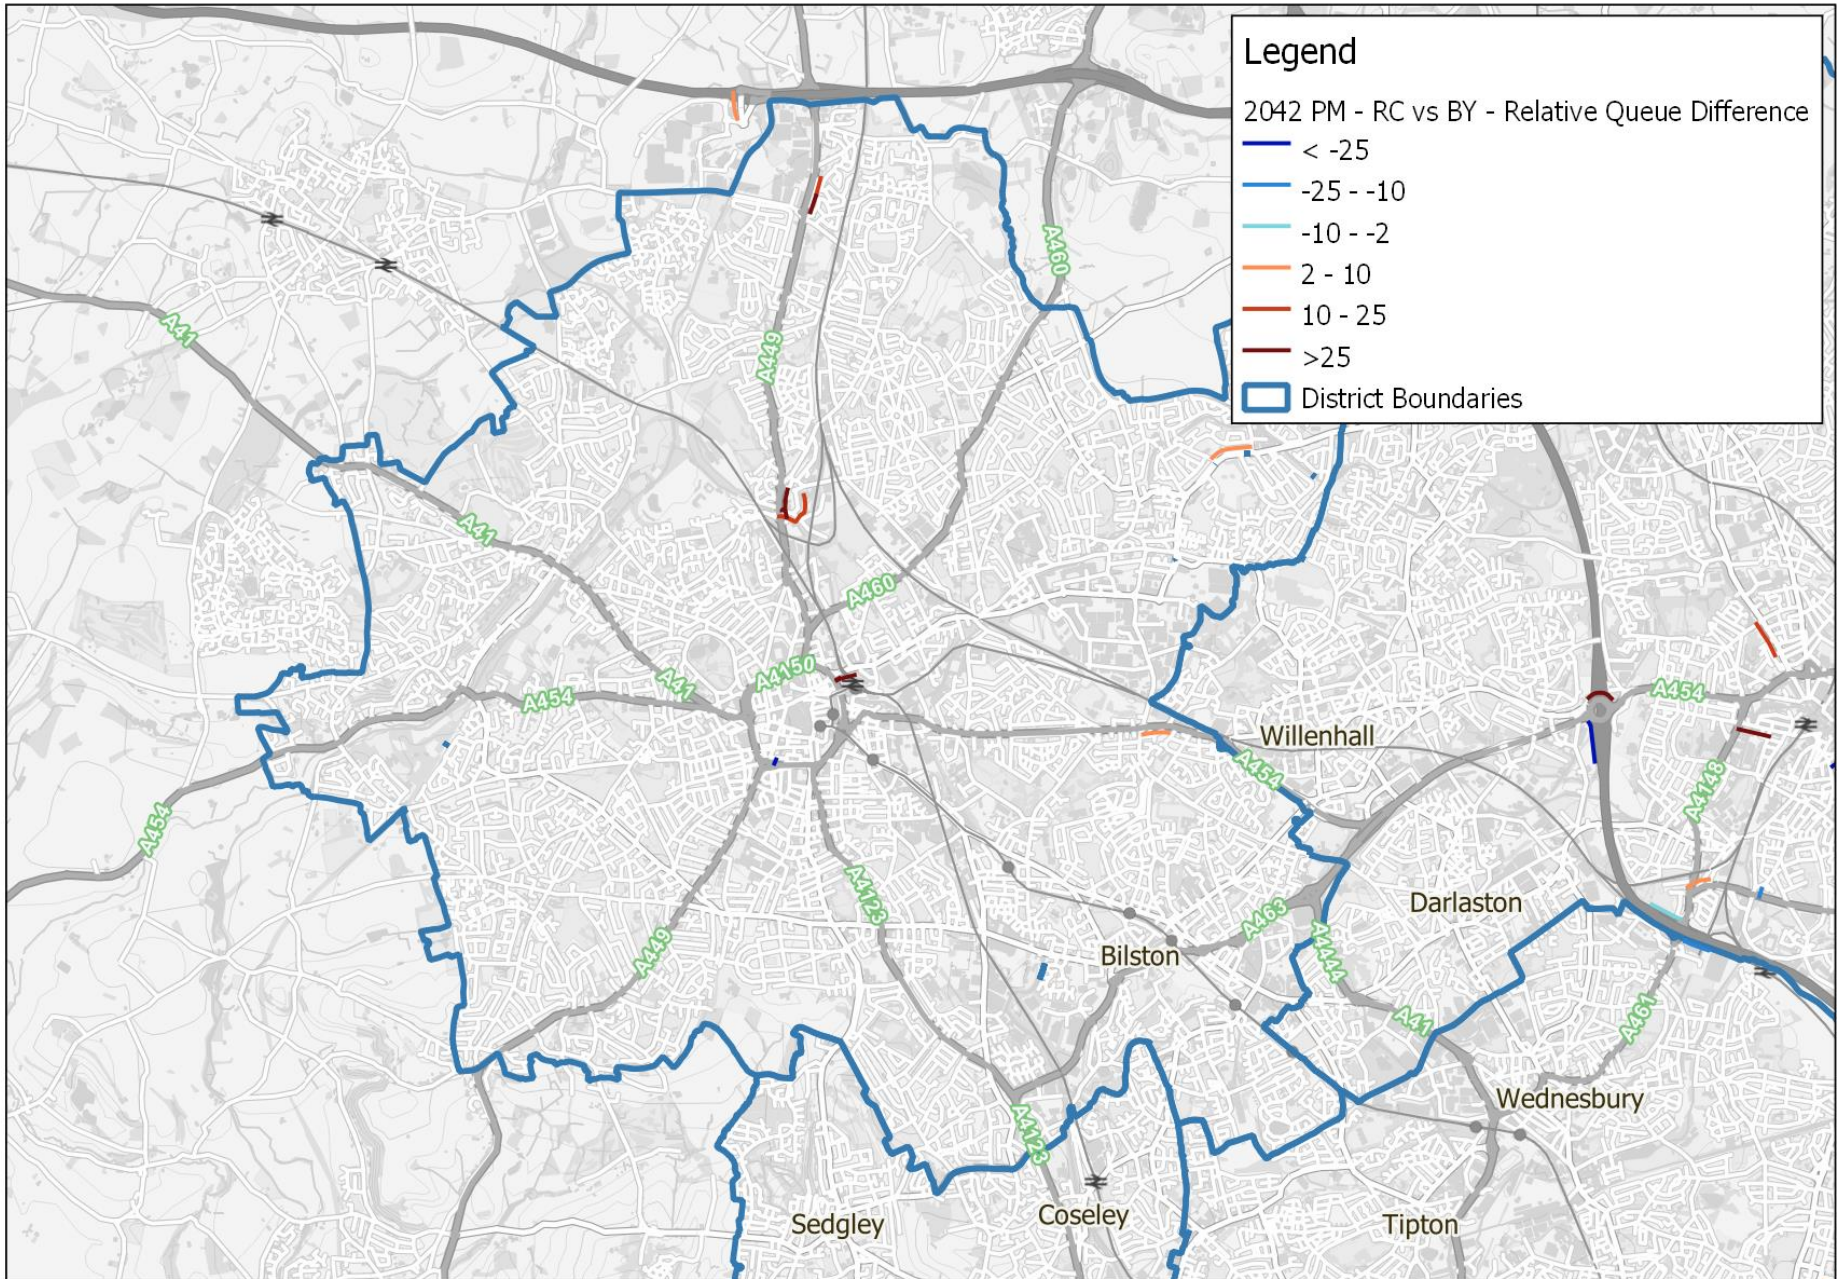 Legend
2042 PM - RC vs BY - Relative Queue Difference
< -25
-25 - -10
-10 - -2
2 - 10
10 - 25
>25
District Boundaries
A460
A41
A449
A41
A460
A4150
A41
A454
A454
Willenhall
A454
A4148
A454
A4123
Darlaston
A463
A449
Bilston
A4444
A41
A461
Wednesbury
A4123
Sedgley
Coseley
Tipton